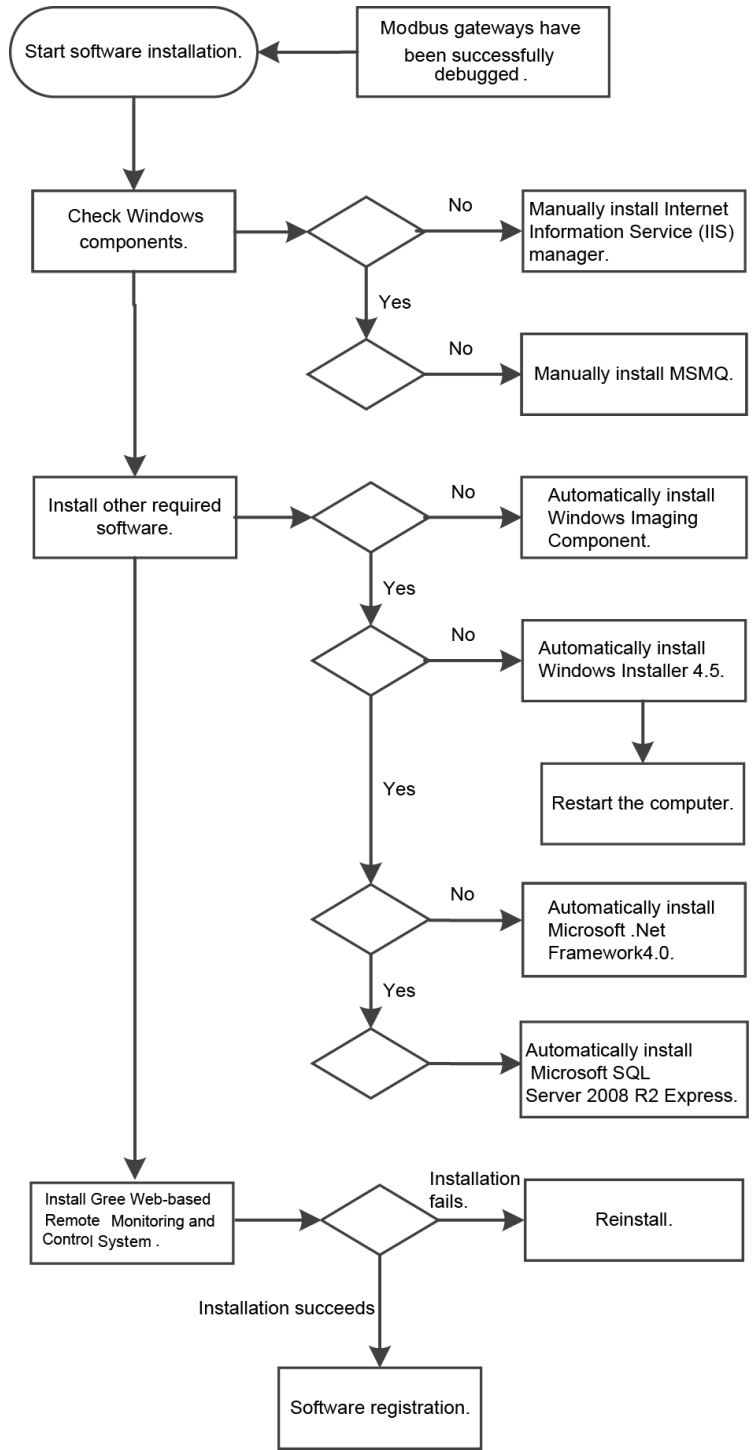 Start software installation.
Modbus gateways have
been successfully
debugged .
Check Windows
components.
No
Manually install Internet
Information Service (IIS)
manager.
Yes
No
Manually install MSMQ.
Install other required
software.
No
Automatically install
Windows Imaging
Component.
Yes
No
Automatically install
Windows Installer 4.5.
Restart the computer.
Yes
No
Automatically install
Microsoft .Net
Framework4.0.
Yes
Automatically install
Microsoft SQL
Server 2008 R2 Express.
Install Gree Web-based
Remote Monitoring and
Control System .
Installation
fails.
Reinstall.
Installation succeeds
Software registration.